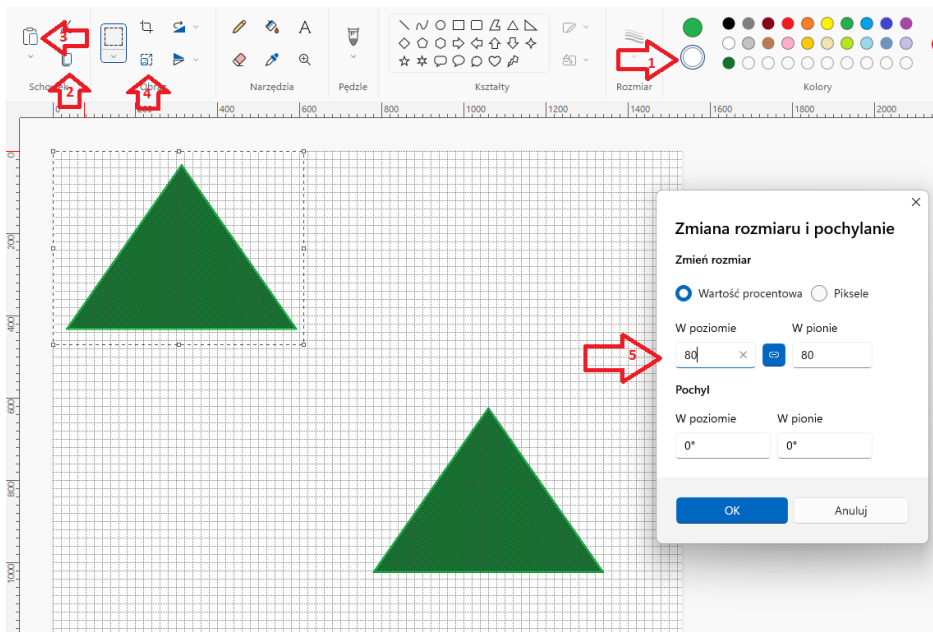 3
1
2
4
A
Schowek
Obraz
Narzędzia
Pędzle
Kształty
Rozmiar
Kolory
0 200 400 600 800 1000 1200 1400 1600 1800 2000
0
200
400
600
800
1000
Zmiana rozmiaru i pochylanie
Zmień rozmiar
Wartość procentowa Piksele
W poziomie W pionie
5
80 80
Pochyl
W poziomie W pionie
0° 0°
OK Anuluj